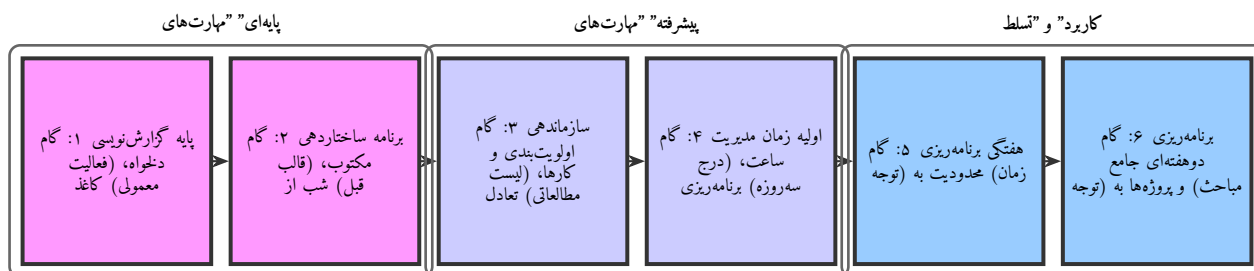 پایه‌ای" "مهارت‌های
پایه گزارش‌نویسی ۱: گام
دلخواه، (فعالیت
معمولی) کاغذ
برنامه ساختاردهی ۲: گام
مکتوب، (قالب
قبل) شب از
پیشرفته" "مهارت‌های
سازماندهی ۳: گام
اولویت‌بندی و
کارها، (لیست
مطالعاتی) تعادل
اولیه زمان مدیریت ۴: گام
ساعت، (درج
سه‌روزه) برنامه‌ریزی
کاربرد" و "تسلط
هفتگی برنامه‌ریزی ۵: گام
زمان) محدودیت به (توجه
برنامه‌ریزی ۶: گام
دوهفته‌ای جامع
مباحث) و پروژه‌ها به (توجه